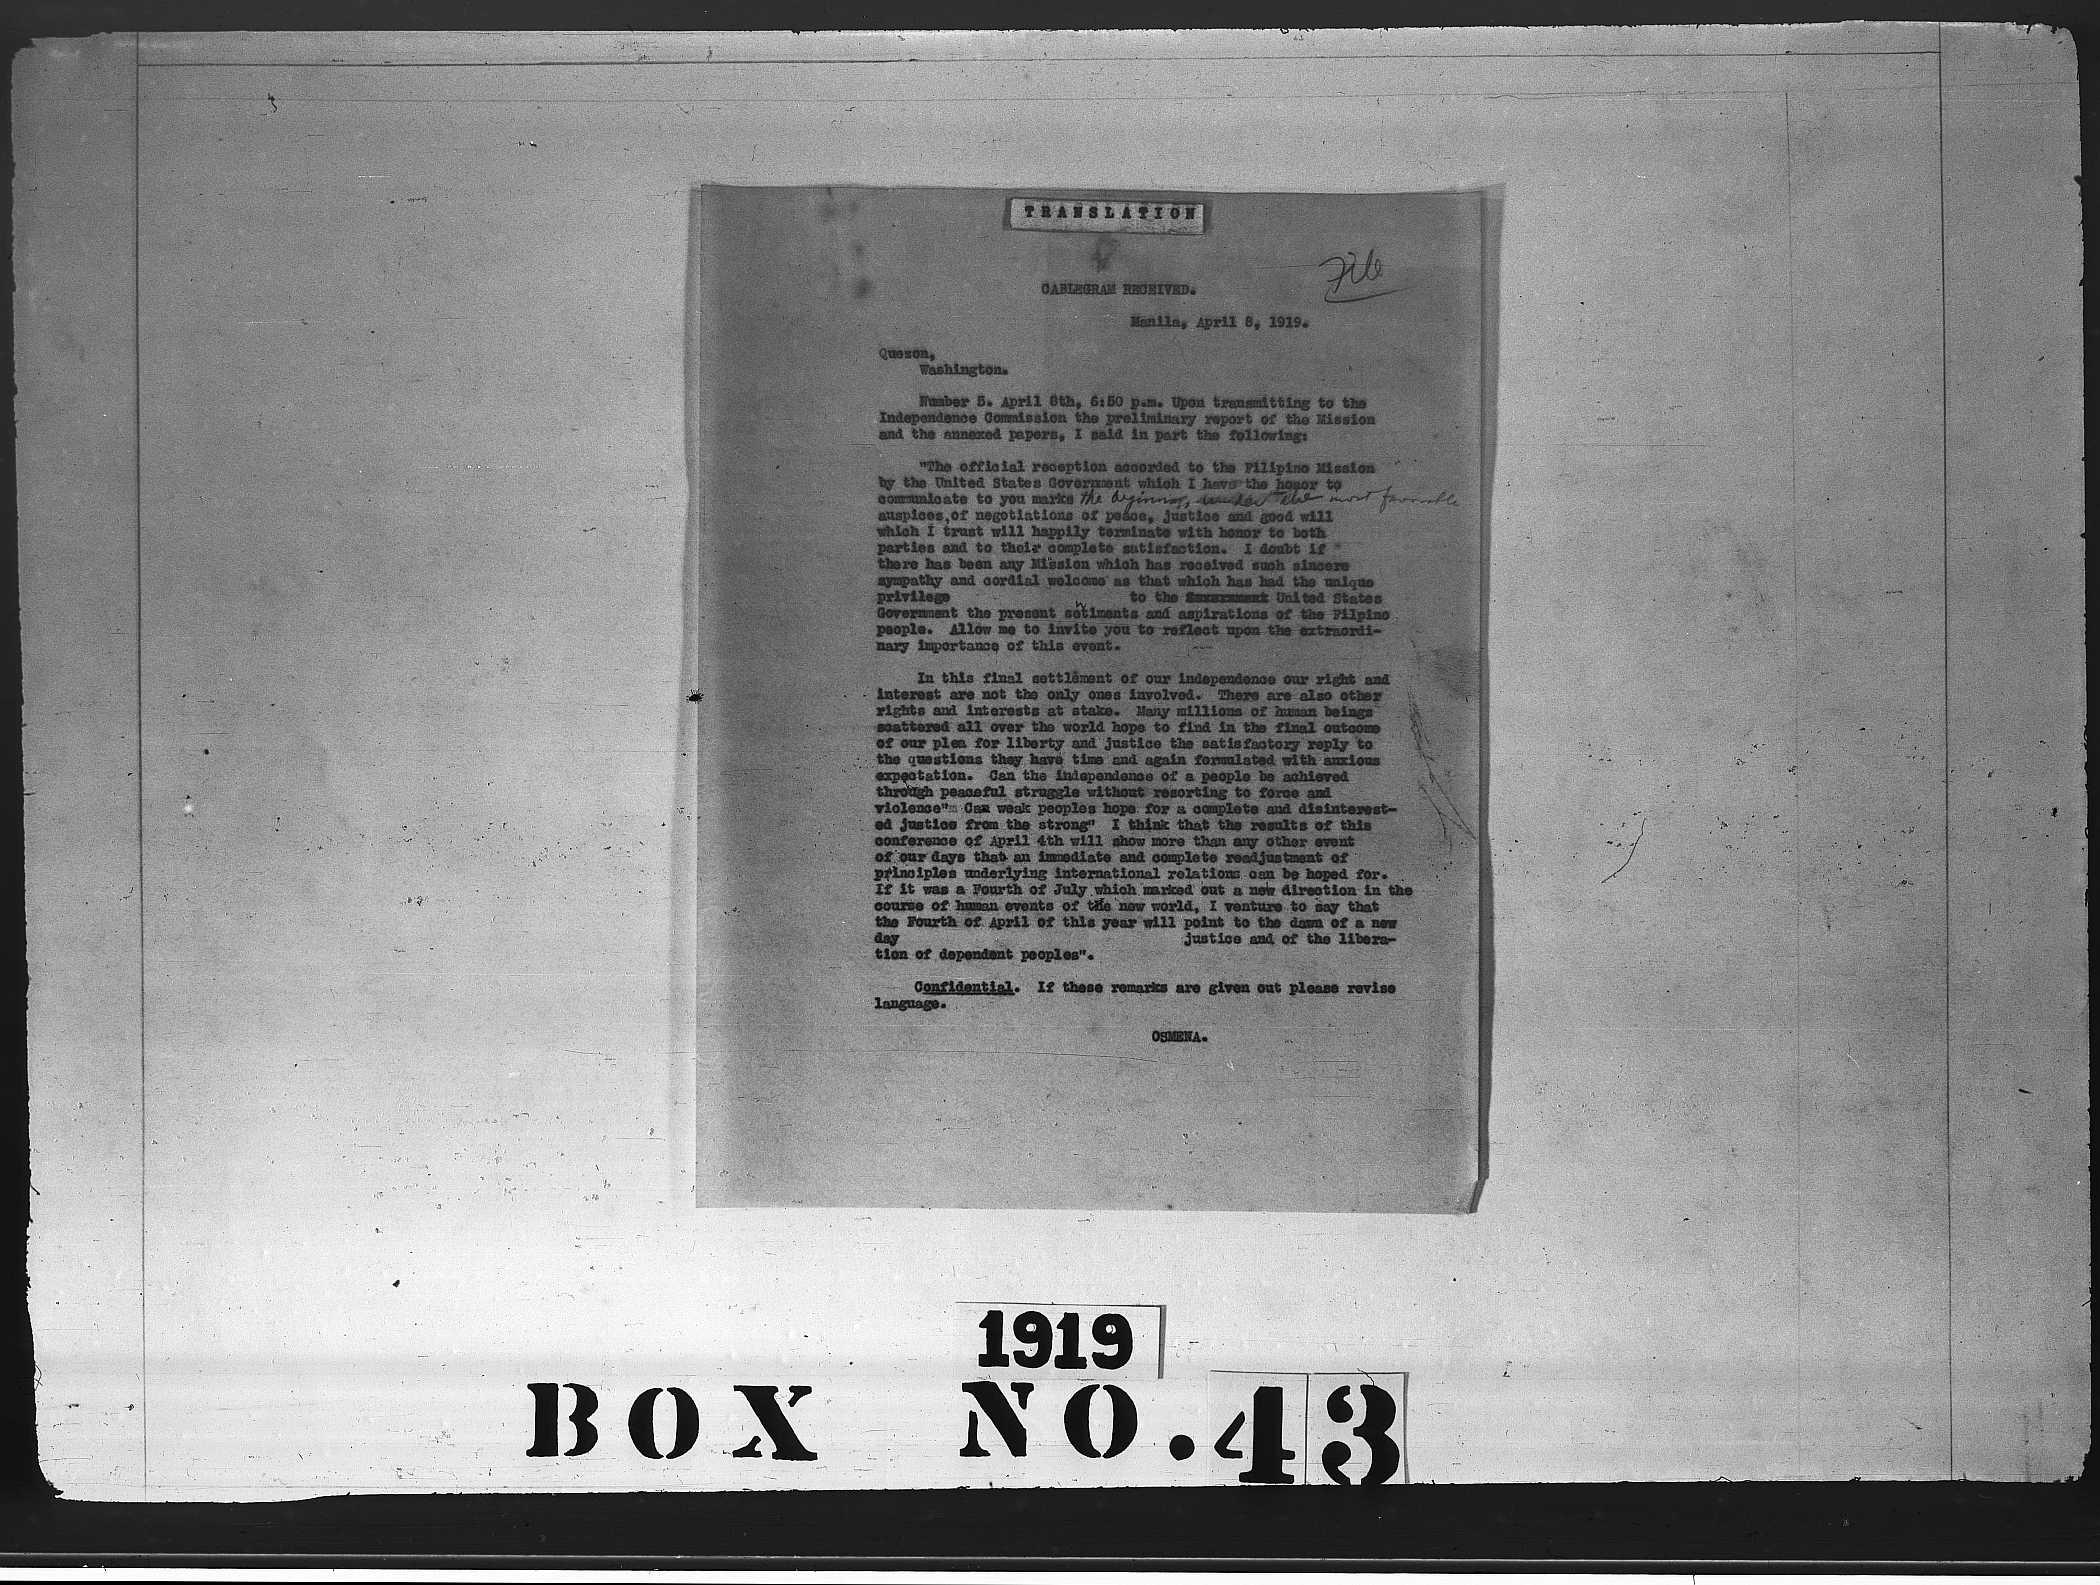 TRANSLATION
File
CABLEGRAM RECEIVED.
Manila, April 8, 1919.
Quezon,
Washington.
Number 5. April 8th, 6:50 p.m. Upon transmitting to the
Independence Commission the preliminary report of the Mission
and the annexed papers, I said in part the following:
"The official reception accorded to the Filipino Mission
by the United States Government which I have the honor to
communicate to you marks the beginning, under the most favorable
auspices, of negotiations of peace, justice and good will
which I trust will happily terminate with honor to both
parties and to their complete satisfaction. I doubt if
there has been any Mission which has received such sincere
sympathy and cordial welcome as that which has had the unique
privilege to the United States
Government the present sentiments and aspirations of the Filpino
people. Allow me to invite you to reflect upon the extraordi-
nary importance of this event.
In this final settlement of our independence our right and
interest are not the only ones involved. There are also other
rights and interests at stake. Many millions of human beings
scattered all over the world hope to find in the final outcome
of our plea for liberty and justice the satisfactory reply to
the questions they have time and again formulated with anxious
expectation. Can the independence of a people be achieved
through peaceful struggle without resorting to force and
violence" Can weak peoples hope for a complete and disinterest-
ed justice from the strong" I think that the results of this
conference of April 4th will show more than any other event
of our days that an immediate and complete readjustment of
principles underlying international relations can be hoped for.
If it was a Fourth of July which marked out a new direction in the
course of human events of the new world, I venture to say that
the Fourth of April of this year will point to the dawn of a new
day justice and of the libera-
tion of dependent peoples".
Confidential. If these remarks are given out please revise
language.
OSMENA.
1919
BOX NO. 43